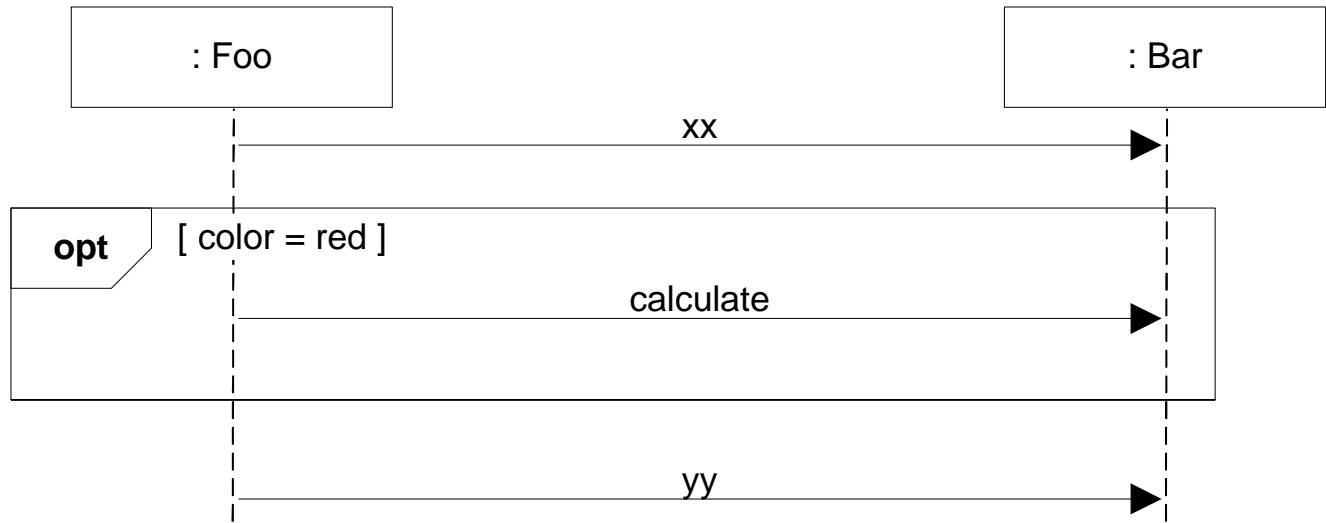 : Foo
: Bar
xx
opt
[ color = red ]
calculate
yy